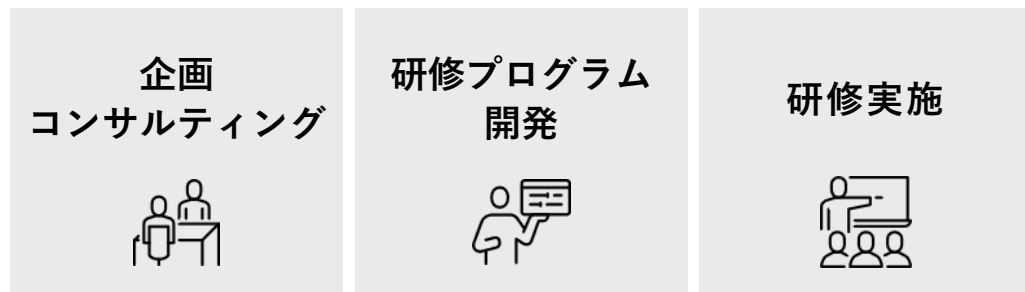 企画
コンサルティング
研修プログラム
開発
研修実施